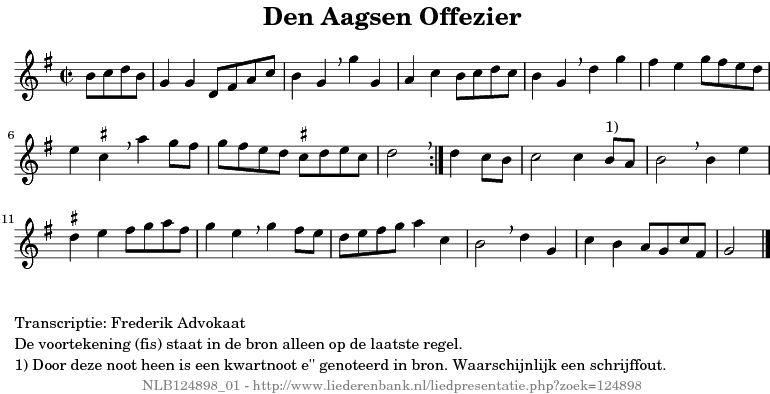 Den Aagsen Offezier
1)
6
11
Transcriptie: Frederik Advokaat
De voortekening (fis) staat in de bron alleen op de laatste regel.
1) Door deze noot heen is een kwartnoot e" genoteerd in bron. Waarschijnlijk een schrijffout.
NLB124898_01 - http://www.liederenbank.nl/liedpresentatie.php?zoek=124898